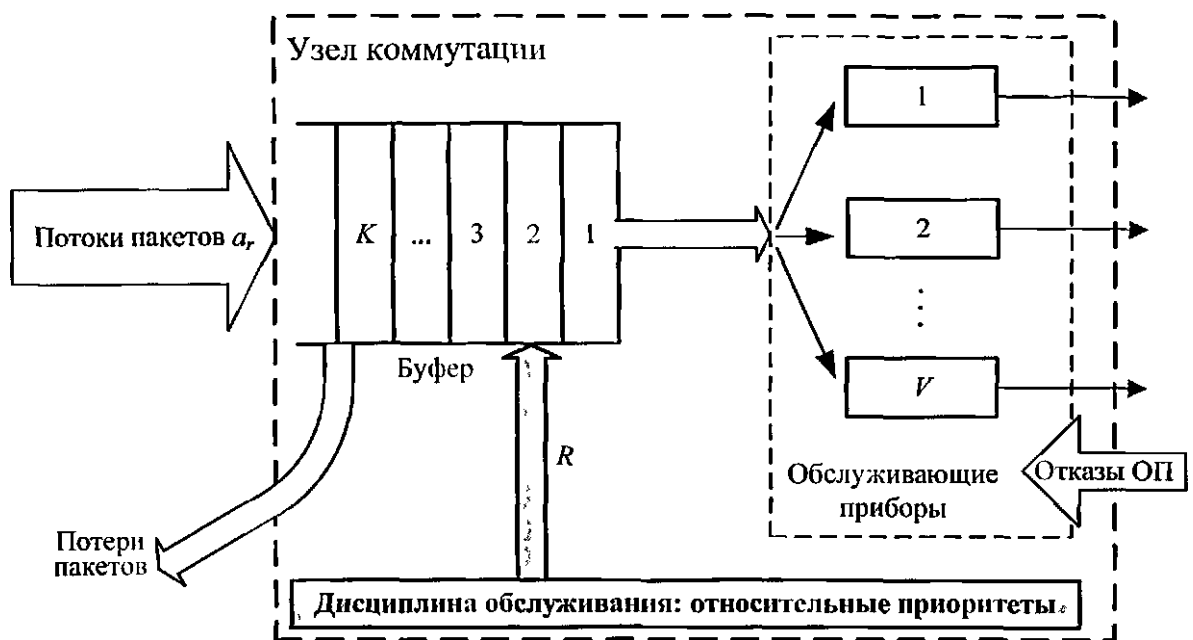 Узел коммутации
1
Потоки пакетов aᵣ
K ... 3 2 1
2
Буфер
V
R
Обслуживающие
приборы
Отказы ОП
Потери
пакетов
Дисциплина обслуживания: относительные приоритеты